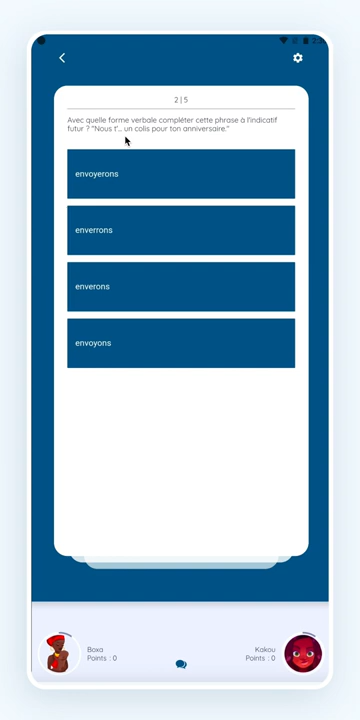 2 | 5
Avec quelle forme verbale compléter cette phrase à l'indicatif
futur ? "Nous t'... un colis pour ton anniversaire."
envoyerons
enverrons
enverons
envoyons
Boxa
Points : 0
Kakou
Points : 0